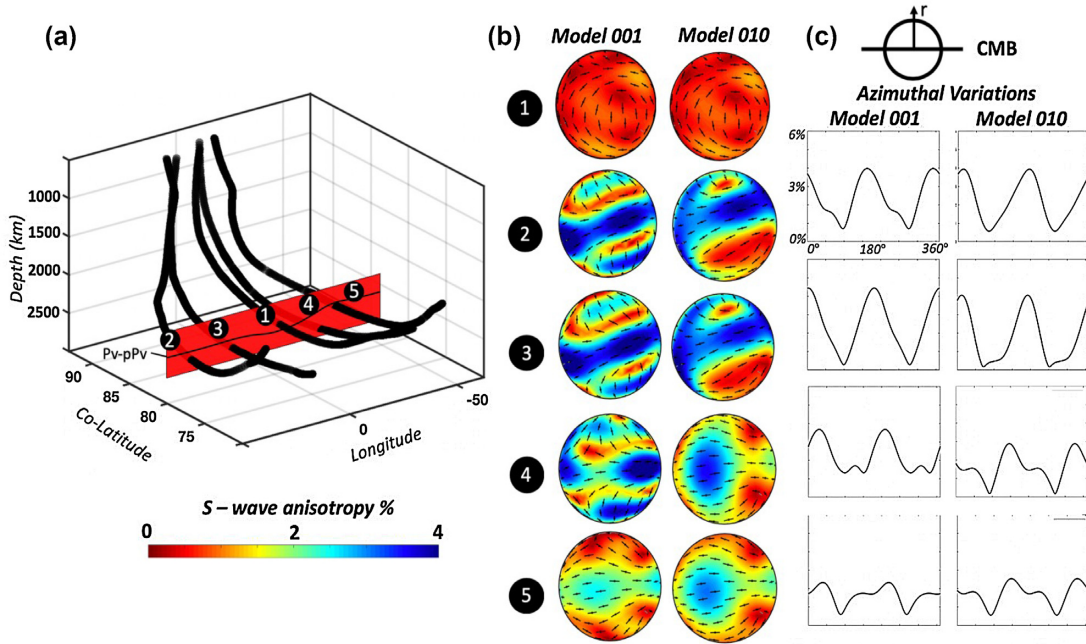 (a)
(b)
(c)
r
CMB
Model 001 Model 010
Azimuthal Variations
Model 001 Model 010
1000
1500
2000
2500
Depth (km)
Pv-pPv
2
3
1
4
5
90
85
80
75
Co-Latitude
0
-50
Longitude
S – wave anisotropy %
0 2 4
1
2
3
4
5
6%
3%
0%
0° 180° 360°